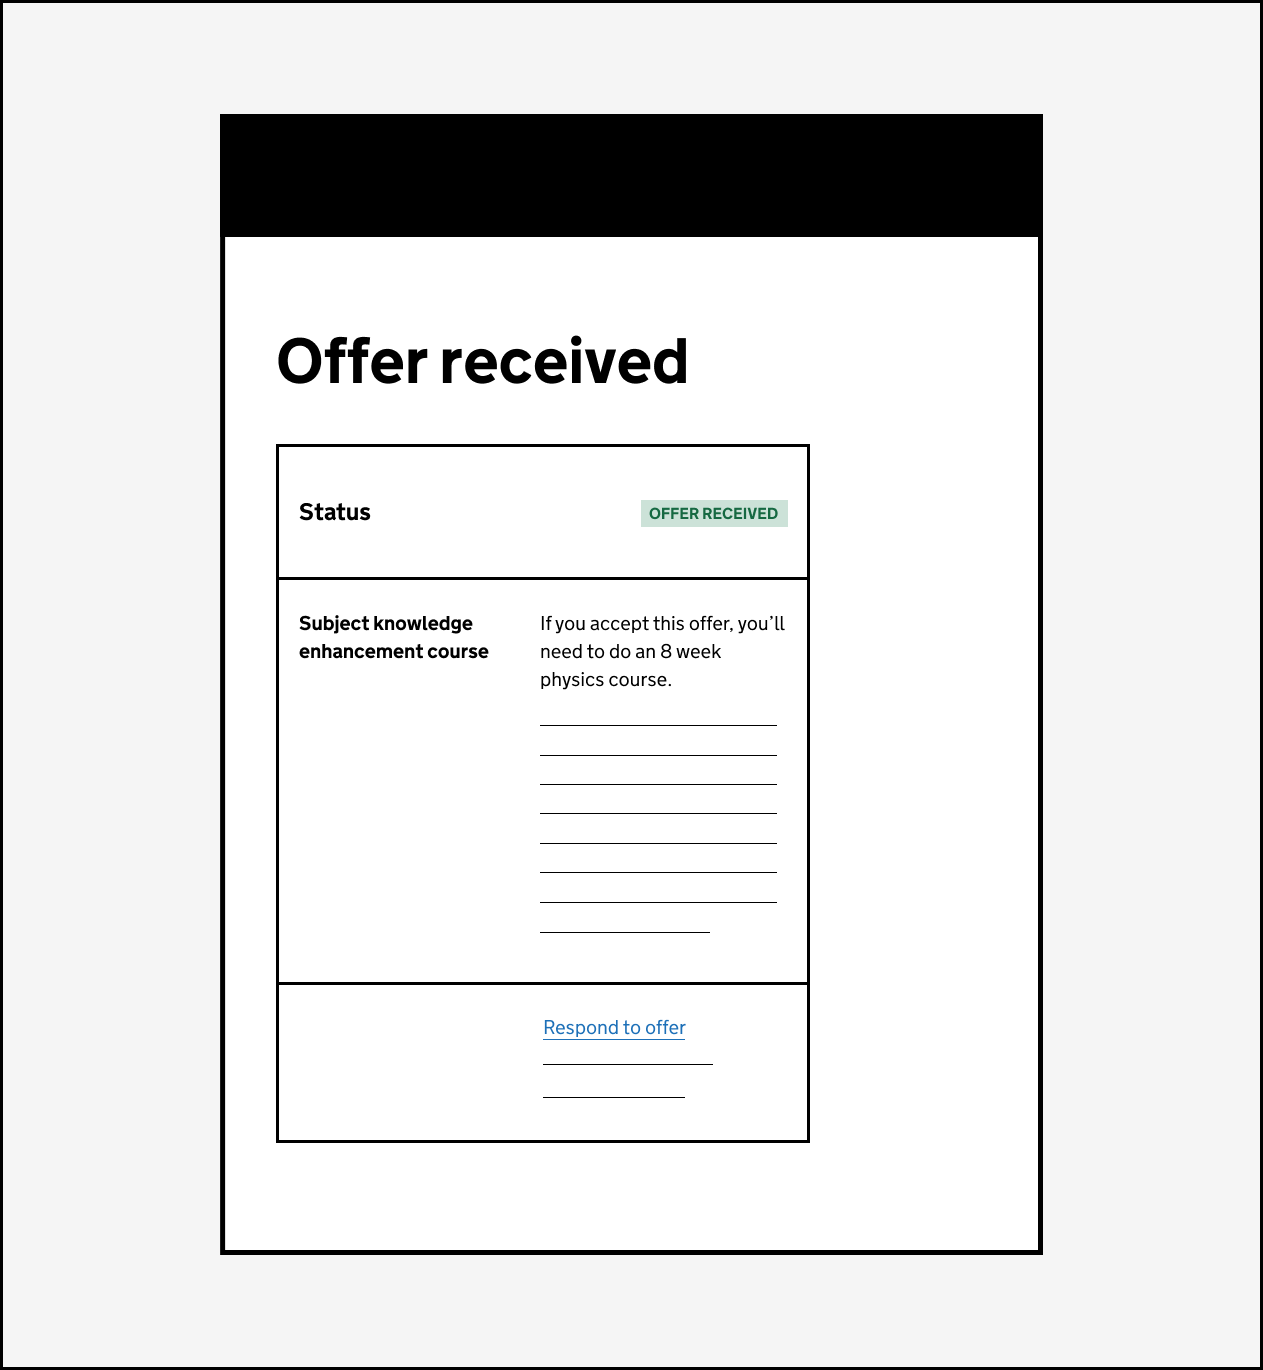 Offer received
Status
OFFER RECEIVED
Subject knowledge
enhancement course
If you accept this offer, you’ll
need to do an 8 week
physics course.
Respond to offer